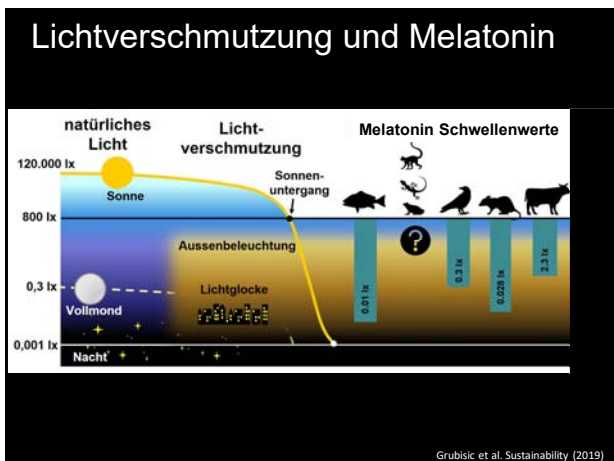 Lichtverschmutzung und Melatonin
natürliches
Licht
Licht-
verschmutzung
Melatonin Schwellenwerte
120.000 lx
Sonne
Sonnen-
untergang
800 lx
Aussenbeleuchtung
?
0.01 lx
0.3 lx
0.028 lx
2.3 lx
0,3 lx
Vollmond
Lichtglocke
0,001 lx
Nacht
Grubisic et al. Sustainability (2019)